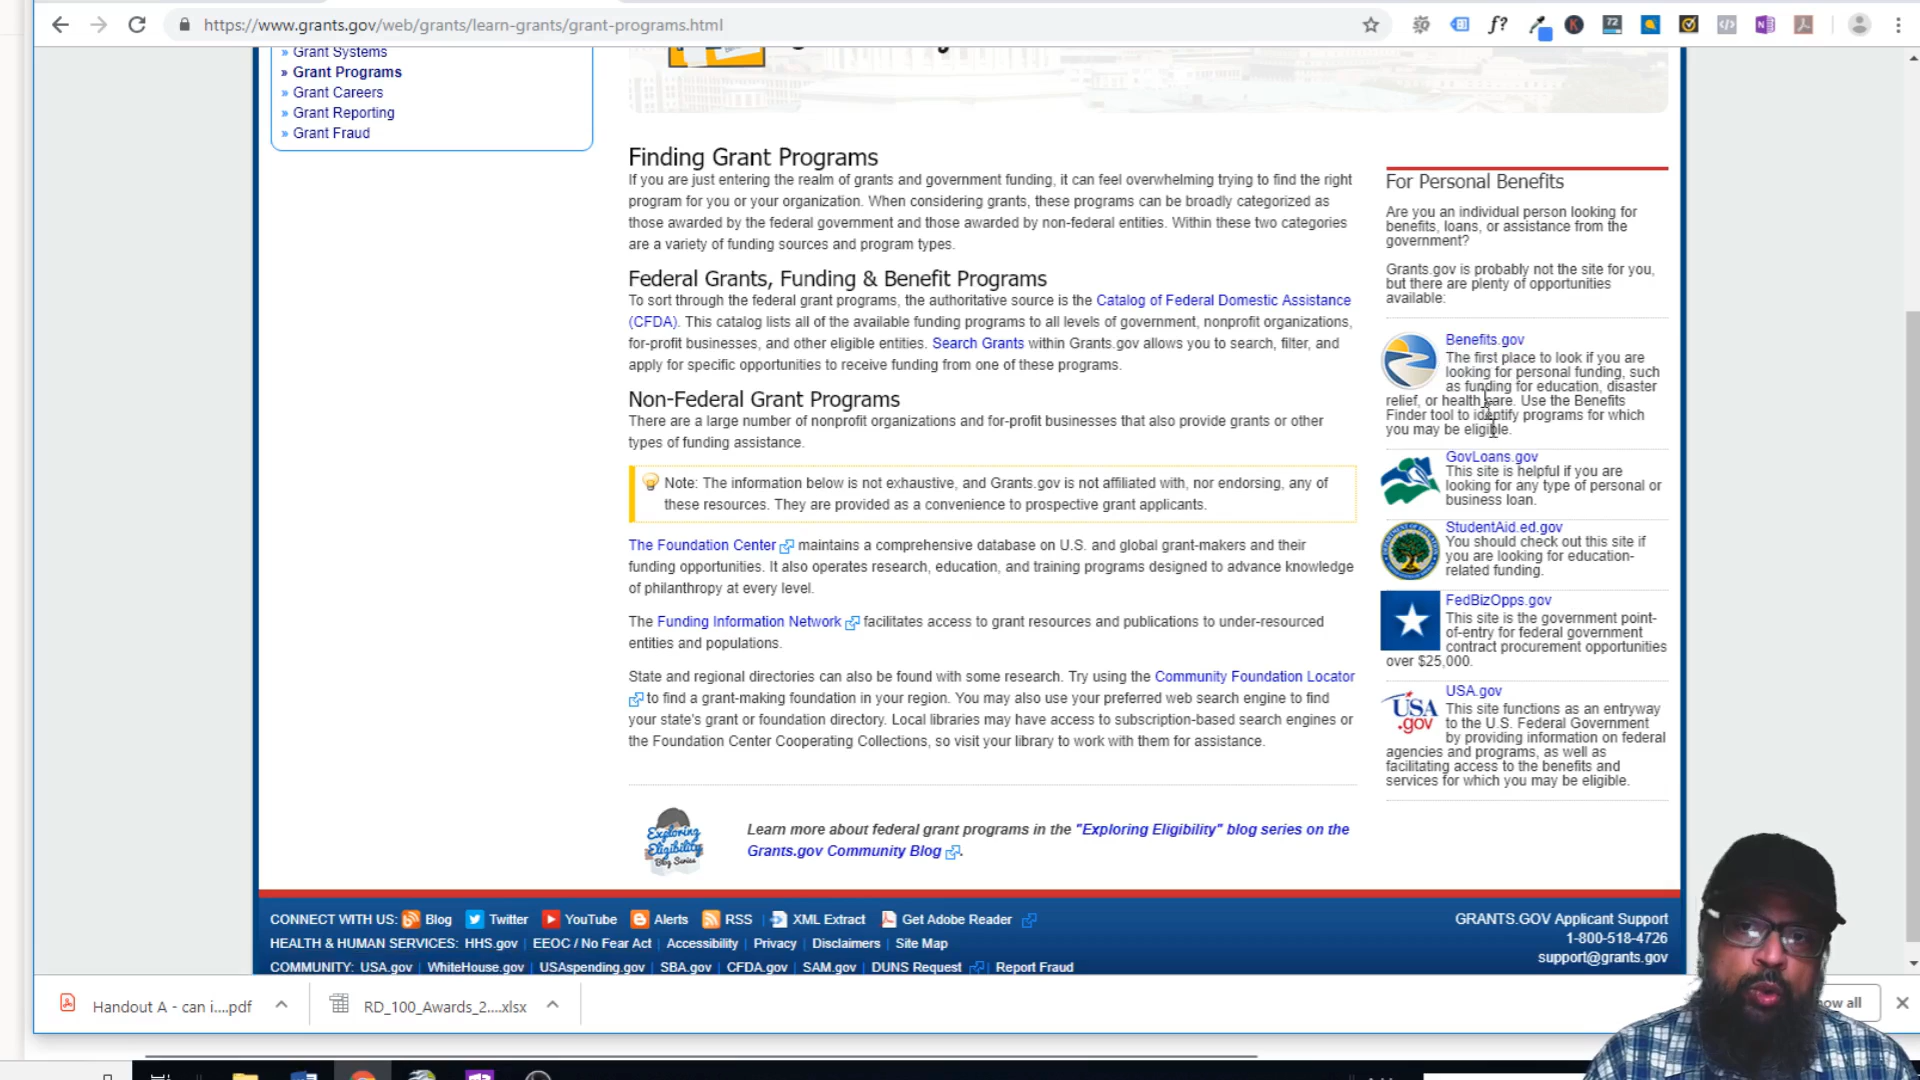 https://www.grants.gov/web/grants/learn-grants/grant-programs.html
» Grant Systems
» Grant Programs
» Grant Careers
» Grant Reporting
» Grant Fraud
Finding Grant Programs
If you are just entering the realm of grants and government funding, it can feel overwhelming trying to find the right
program for you or your organization. When considering grants, these programs can be broadly categorized as
those awarded by the federal government and those awarded by non-federal entities. Within these two categories
are a variety of funding sources and program types.
Federal Grants, Funding & Benefit Programs
To sort through the federal grant programs, the authoritative source is the Catalog of Federal Domestic Assistance
(CFDA). This catalog lists all of the available funding programs to all levels of government, nonprofit organizations,
for-profit businesses, and other eligible entities. Search Grants within Grants.gov allows you to search, filter, and
apply for specific opportunities to receive funding from one of these programs.
Non-Federal Grant Programs
There are a large number of nonprofit organizations and for-profit businesses that also provide grants or other
types of funding assistance.
Note: The information below is not exhaustive, and Grants.gov is not affiliated with, nor endorsing, any of
these resources. They are provided as a convenience to prospective grant applicants.
The Foundation Center maintains a comprehensive database on U.S. and global grant-makers and their
funding opportunities. It also operates research, education, and training programs designed to advance knowledge
of philanthropy at every level.
The Funding Information Network facilitates access to grant resources and publications to under-resourced
entities and populations.
State and regional directories can also be found with some research. Try using the Community Foundation Locator
to find a grant-making foundation in your region. You may also use your preferred web search engine to find
your state's grant or foundation directory. Local libraries may have access to subscription-based search engines or
the Foundation Center Cooperating Collections, so visit your library to work with them for assistance.
Exploring
Eligibility
Blog Series
Learn more about federal grant programs in the "Exploring Eligibility" blog series on the
Grants.gov Community Blog.
For Personal Benefits
Are you an individual person looking for
benefits, loans, or assistance from the
government?
Grants.gov is probably not the site for you,
but there are plenty of opportunities
available:
Benefits.gov
The first place to look if you are
looking for personal funding, such
as funding for education, disaster
relief, or health care. Use the Benefits
Finder tool to identify programs for which
you may be eligible.
GovLoans.gov
This site is helpful if you are
looking for any type of personal or
business loan.
StudentAid.ed.gov
You should check out this site if
you are looking for education-
related funding.
FedBizOpps.gov
This site is the government point-
of-entry for federal government
contract procurement opportunities
over $25,000.
USA.gov
USA
.gov
This site functions as an entryway
to the U.S. Federal Government
by providing information on federal
agencies and programs, as well as
facilitating access to the benefits and
services for which you may be eligible.
CONNECT WITH US: Blog Twitter YouTube Alerts RSS | XML Extract Get Adobe Reader
HEALTH & HUMAN SERVICES: HHS.gov | EEOC / No Fear Act | Accessibility | Privacy | Disclaimers | Site Map
COMMUNITY: USA.gov | WhiteHouse.gov | USAspending.gov | SBA.gov | CFDA.gov | SAM.gov | DUNS Request | Report Fraud
GRANTS.GOV Applicant Support
1-800-518-4726
support@grants.gov
Handout A - can i....pdf
RD_100_Awards_2....xlsx
all
72